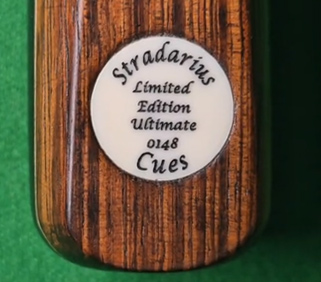 Stradarius
Limited
Edition
Ultimate
0148
Cues